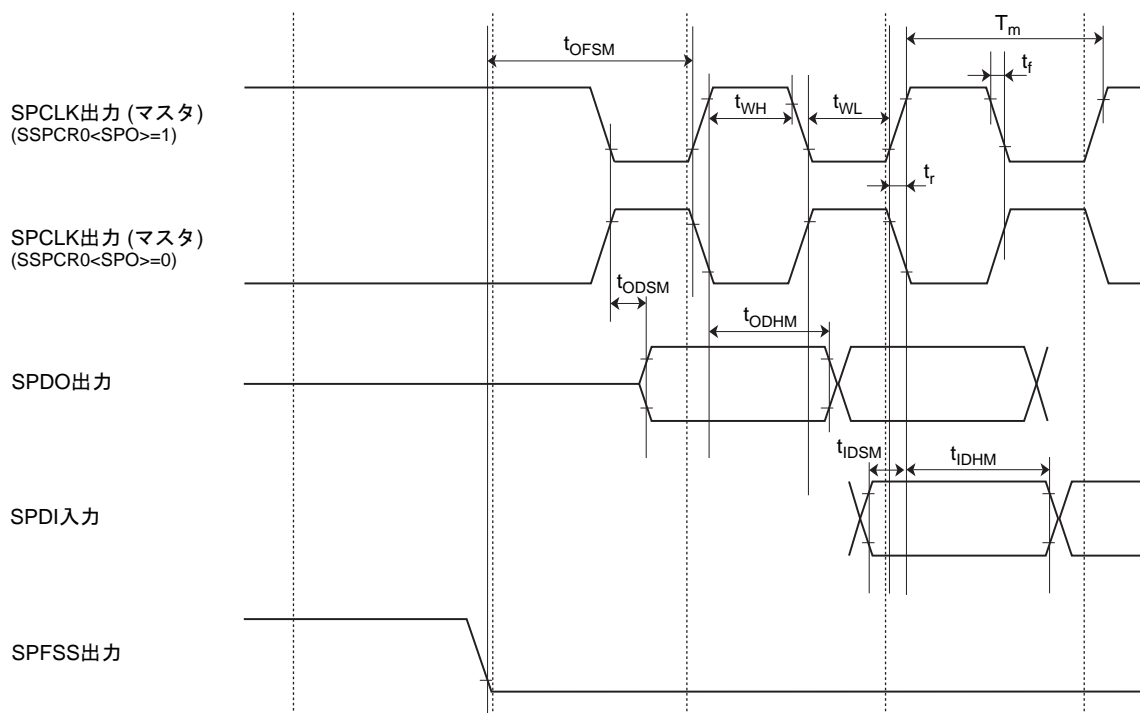 tOFSM
Tm
SPCLK出力 (マスタ)
(SSPCR0<SPO>=1)
tWH
tWL
tf
tr
SPCLK出力 (マスタ)
(SSPCR0<SPO>=0)
tODSM
tODHM
SPDO出力
tIDSM
tIDHM
SPDI入力
SPFSS出力